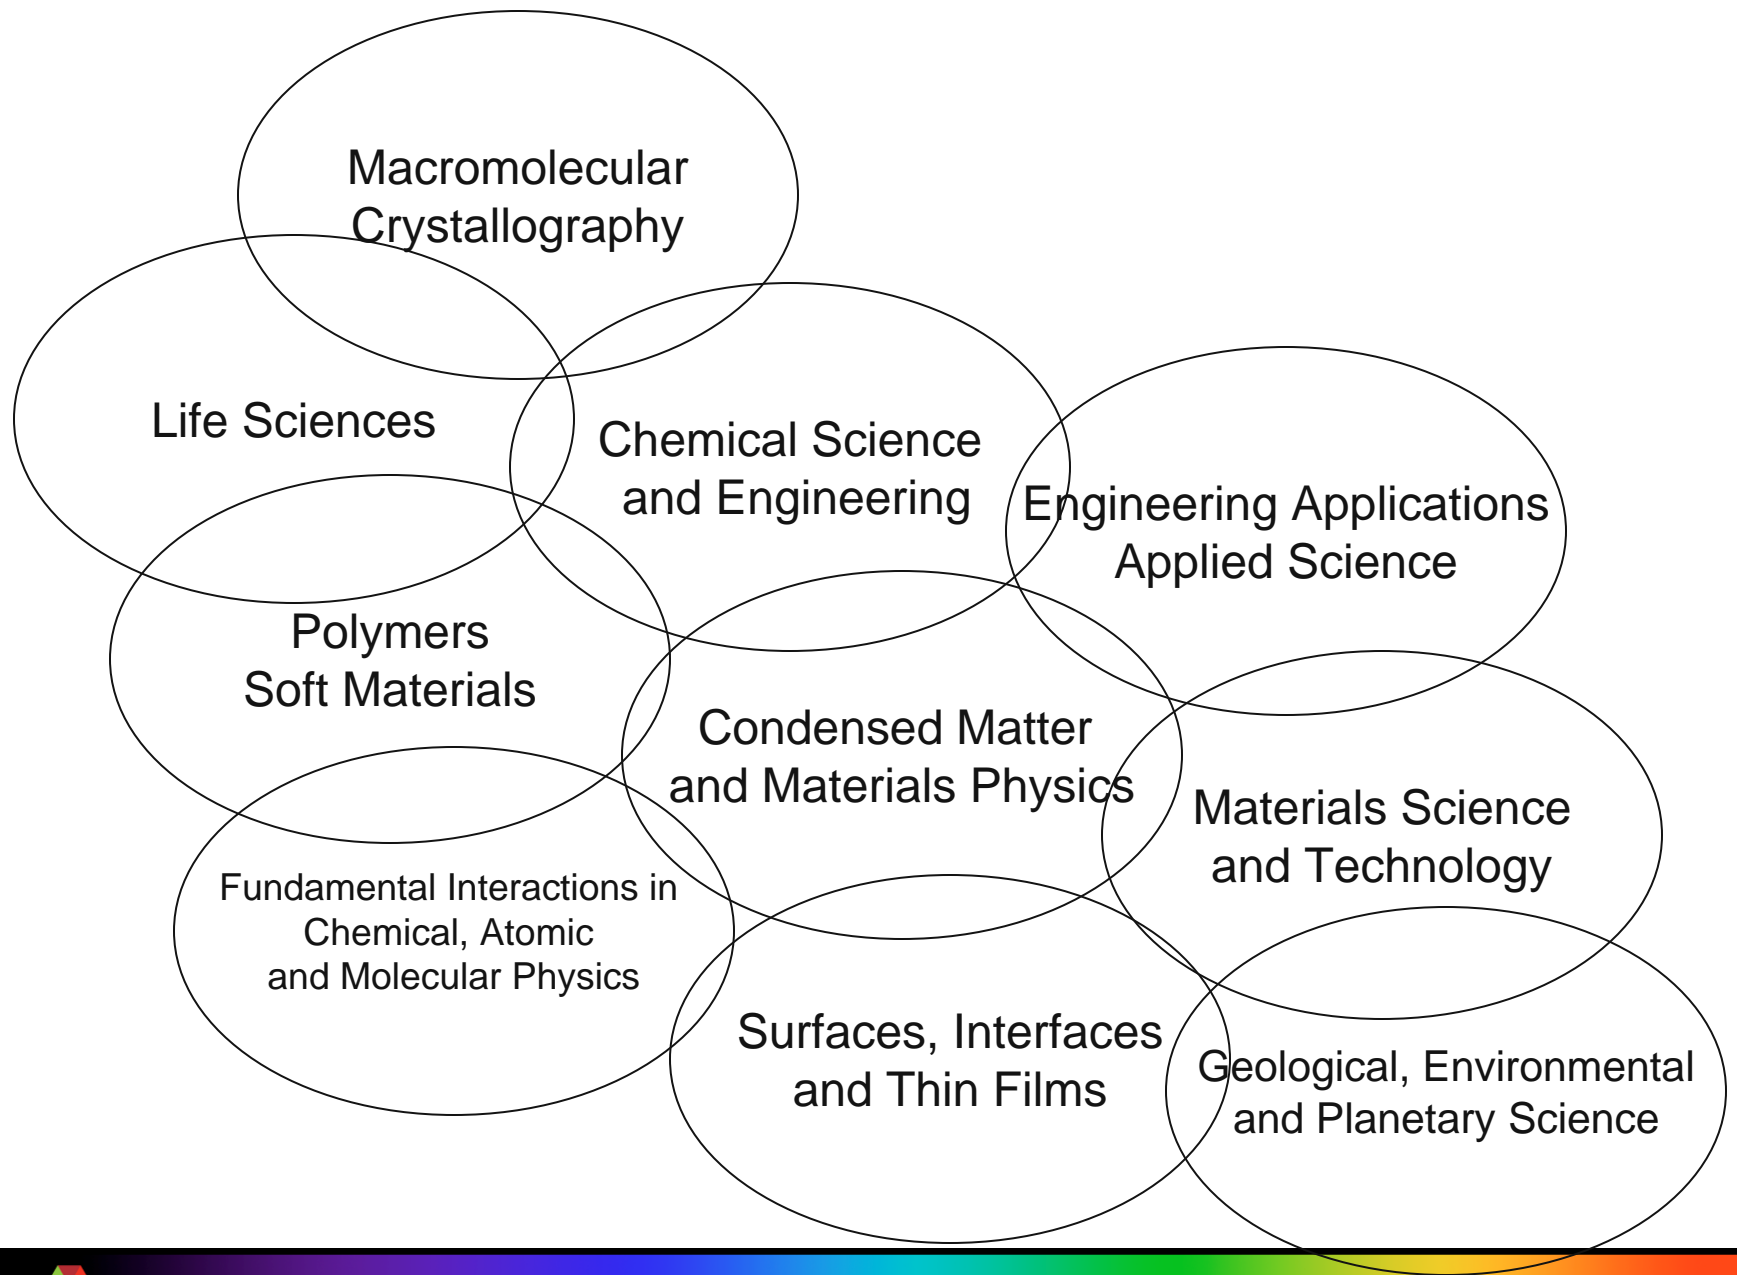 Macromolecular
Crystallography
Life Sciences
Chemical Science
and Engineering
Engineering Applications
Applied Science
Polymers
Soft Materials
Condensed Matter
and Materials Physics
Materials Science
and Technology
Fundamental Interactions in
Chemical, Atomic
and Molecular Physics
Surfaces, Interfaces
and Thin Films
Geological, Environmental
and Planetary Science